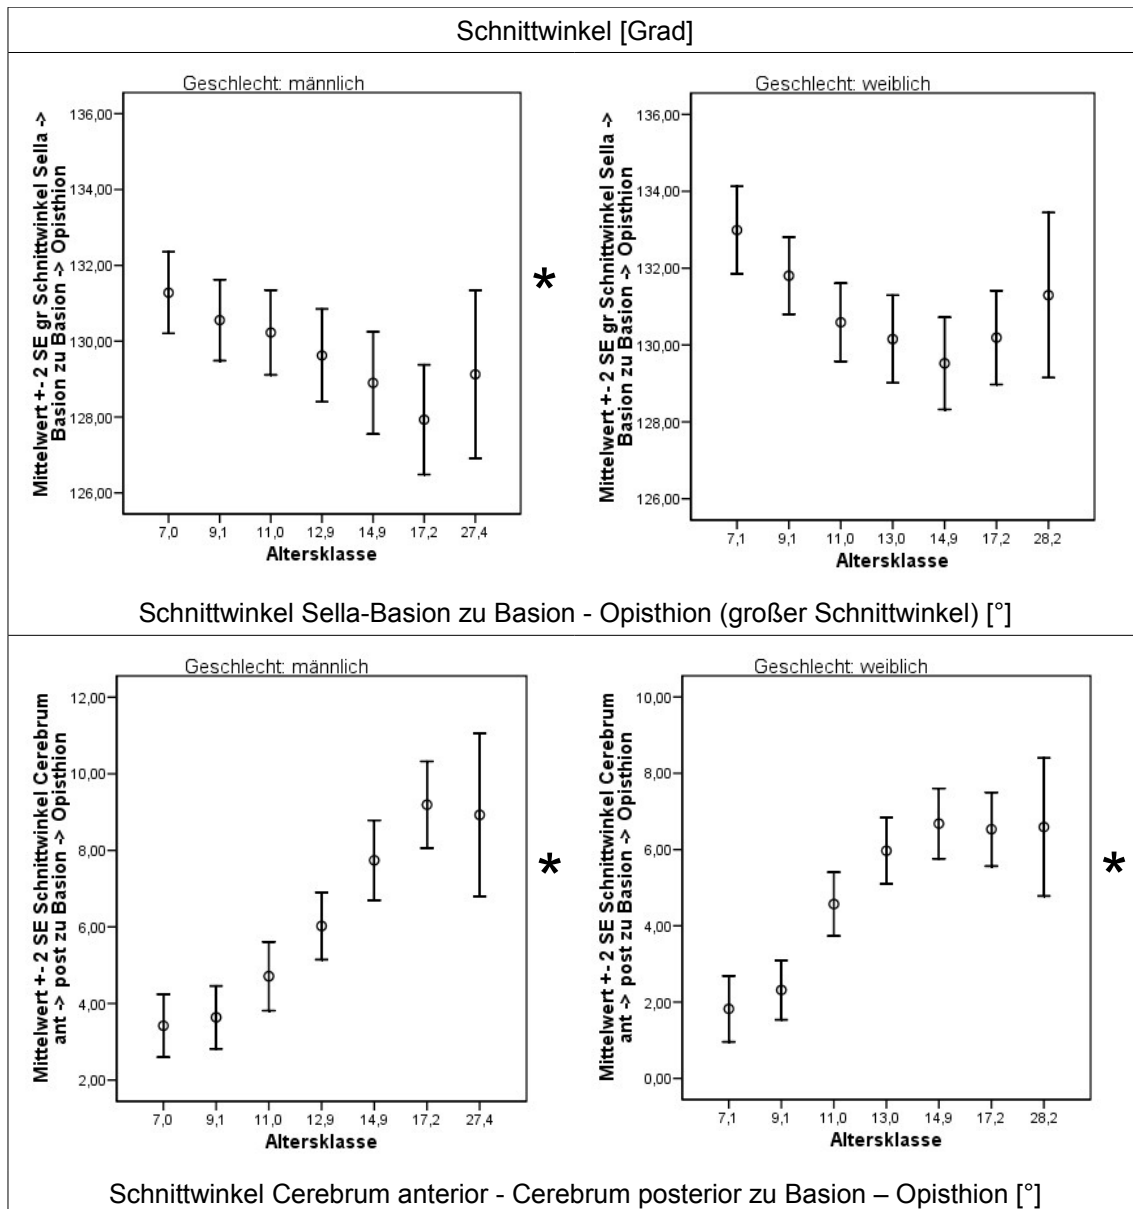 Schnittwinkel [Grad]
Geschlecht: männlich
Mittelwert +- 2 SE gr Schnittwinkel Sella ->
Basion zu Basion -> Opisthion
136,00
134,00
132,00
130,00
128,00
126,00
7,0 9,1 11,0 12,9 14,9 17,2 27,4
Altersklasse
*
Geschlecht: weiblich
Mittelwert +- 2 SE gr Schnittwinkel Sella ->
Basion zu Basion -> Opisthion
136,00
134,00
132,00
130,00
128,00
126,00
7,1 9,1 11,0 13,0 14,9 17,2 28,2
Altersklasse
Schnittwinkel Sella-Basion zu Basion - Opisthion (großer Schnittwinkel) [°]
Geschlecht: männlich
Mittelwert +- 2 SE Schnittwinkel Cerebrum
ant -> post zu Basion -> Opisthion
12,00
10,00
8,00
6,00
4,00
2,00
7,0 9,1 11,0 12,9 14,9 17,2 27,4
Altersklasse
*
Geschlecht: weiblich
Mittelwert +- 2 SE Schnittwinkel Cerebrum
ant -> post zu Basion -> Opisthion
10,00
8,00
6,00
4,00
2,00
0,00
7,1 9,1 11,0 13,0 14,9 17,2 28,2
Altersklasse
*
Schnittwinkel Cerebrum anterior - Cerebrum posterior zu Basion – Opisthion [°]